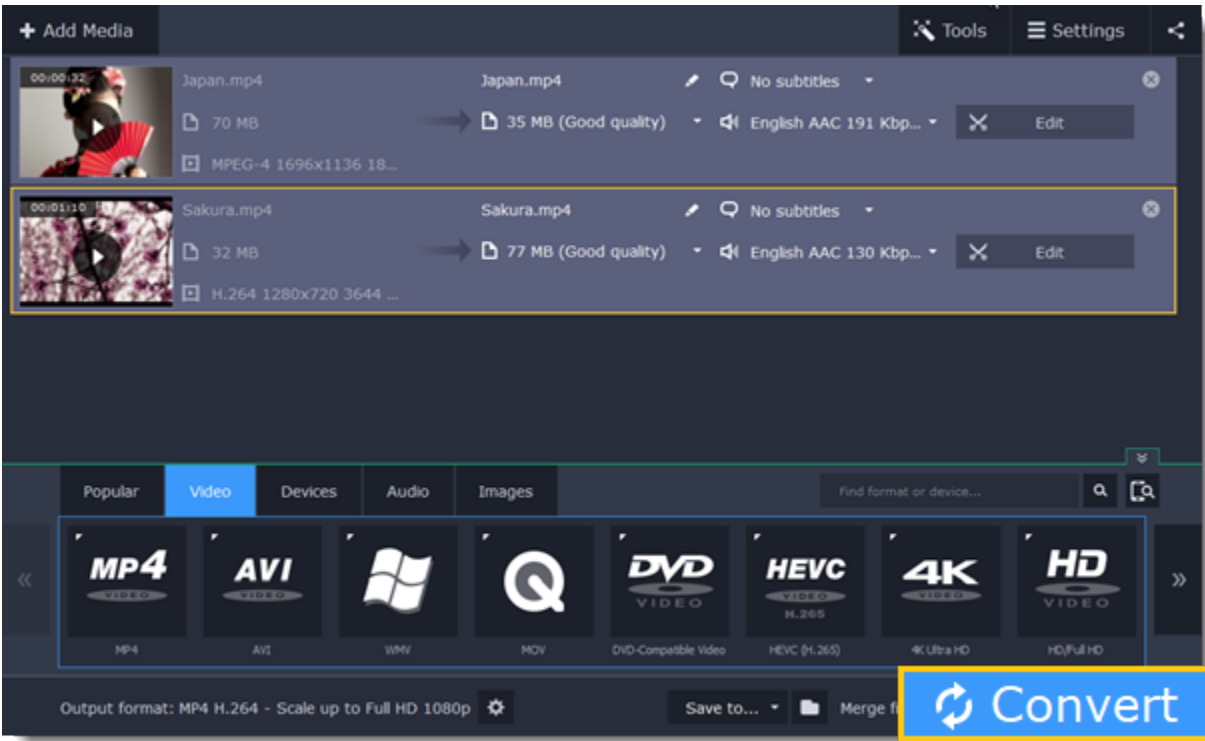 Add Media
Tools
Settings
00:00:32
Japan.mp4
Japan.mp4
No subtitles
70 MB
35 MB (Good quality)
English AAC 191 Kbp...
Edit
MPEG-4 1696x1136 18...
00:01:10
Sakura.mp4
Sakura.mp4
No subtitles
32 MB
77 MB (Good quality)
English AAC 130 Kbp...
Edit
H.264 1280x720 3644 ...
Popular
Video
Devices
Audio
Images
Find format or device...
MP4
VIDEO
AVI
VIDEO
DVD
VIDEO
HEVC
VIDEO
H.265
4K
VIDEO
HD
VIDEO
MP4
AVI
WMV
MOV
DVD-Compatible Video
HEVC (H.265)
4K Ultra HD
HD/Full HD
Output format: MP4 H.264 - Scale up to Full HD 1080p
Save to...
Merge
Convert